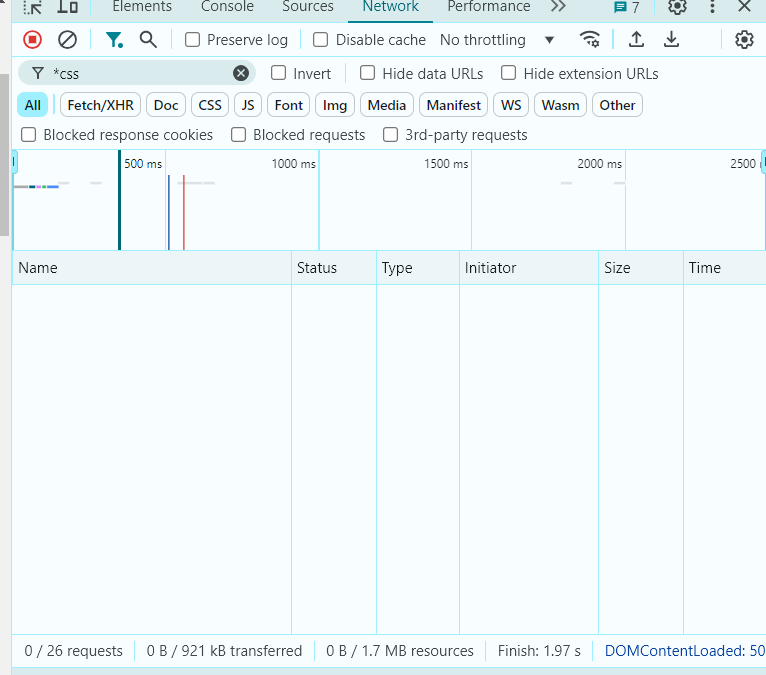 Elements Console Sources Network Performance 7
Preserve log Disable cache No throttling
*css Invert Hide data URLs Hide extension URLs
All Fetch/XHR Doc CSS JS Font Img Media Manifest WS Wasm Other
Blocked response cookies Blocked requests 3rd-party requests
500 ms 1000 ms 1500 ms 2000 ms 2500
Name Status Type Initiator Size Time
0 / 26 requests 0 B / 921 kB transferred 0 B / 1.7 MB resources Finish: 1.97 s DOMContentLoaded: 50